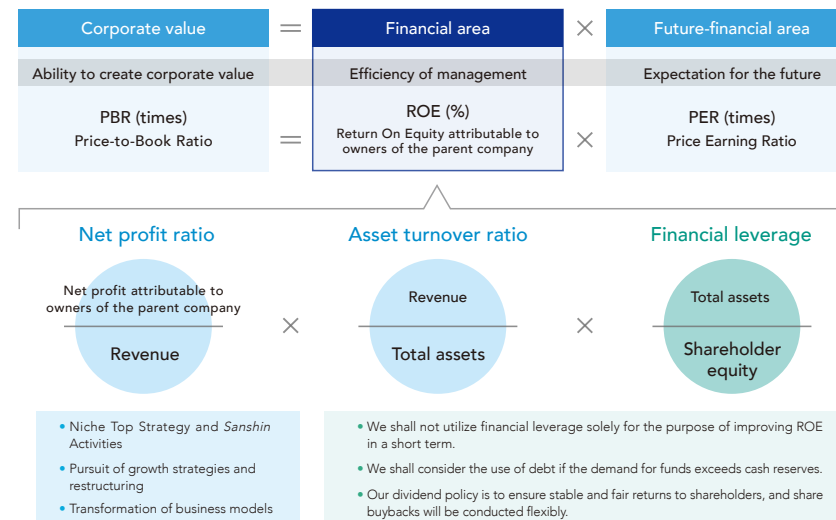 Corporate value = Financial area × Future-financial area
Ability to create corporate value Efficiency of management Expectation for the future
PBR (times)
Price-to-Book Ratio
=
ROE (%)
Return On Equity attributable to
owners of the parent company
×
PER (times)
Price Earning Ratio
Net profit ratio
Asset turnover ratio
Financial leverage
Net profit attributable to
owners of the parent company
Revenue
×
Revenue
Total assets
×
Total assets
Shareholder
equity
• Niche Top Strategy and Sanshin
Activities
• Pursuit of growth strategies and
restructuring
• Transformation of business models
• We shall not utilize financial leverage solely for the purpose of improving ROE
in a short term.
• We shall consider the use of debt if the demand for funds exceeds cash reserves.
• Our dividend policy is to ensure stable and fair returns to shareholders, and share
buybacks will be conducted flexibly.